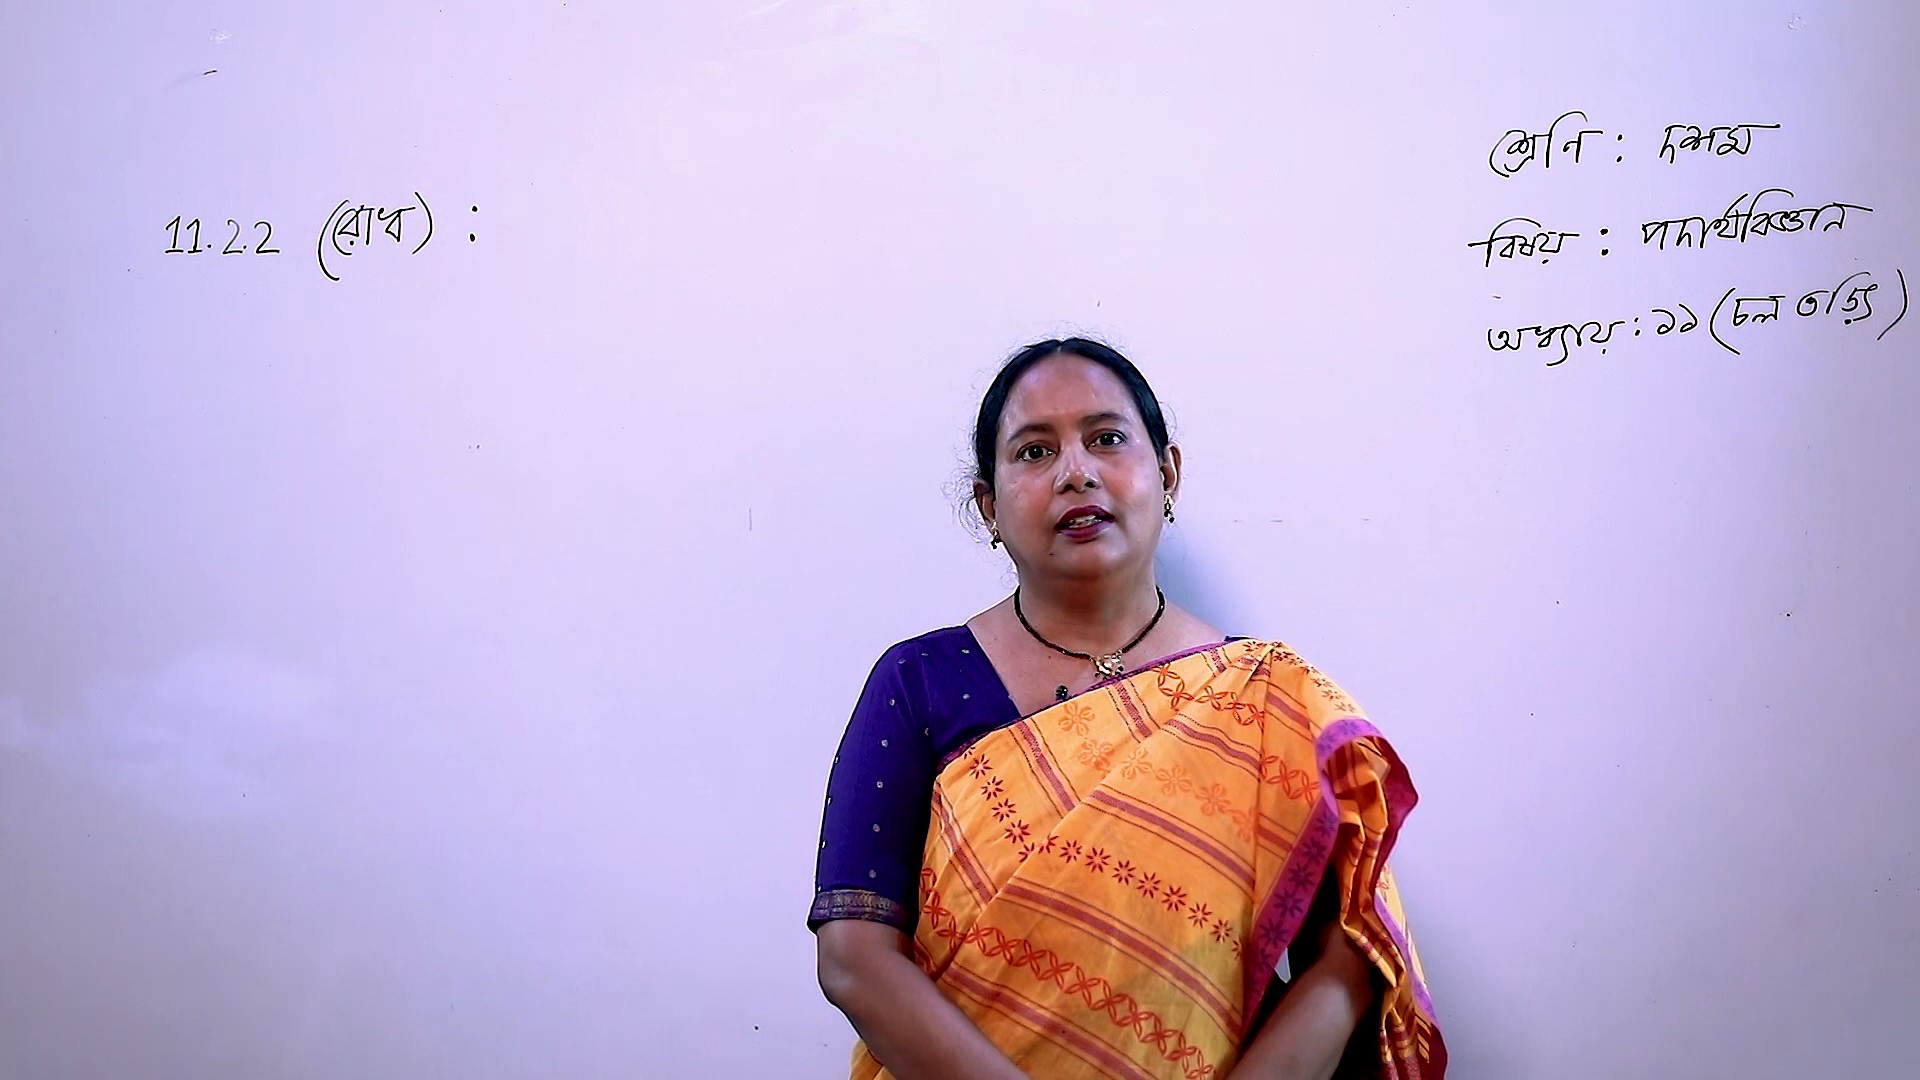 শ্রেণি : দশম
বিষয় : পদার্থবিজ্ঞান
অধ্যায় : ১১ (চল তড়িৎ)
11.2.2 (রোধ) :